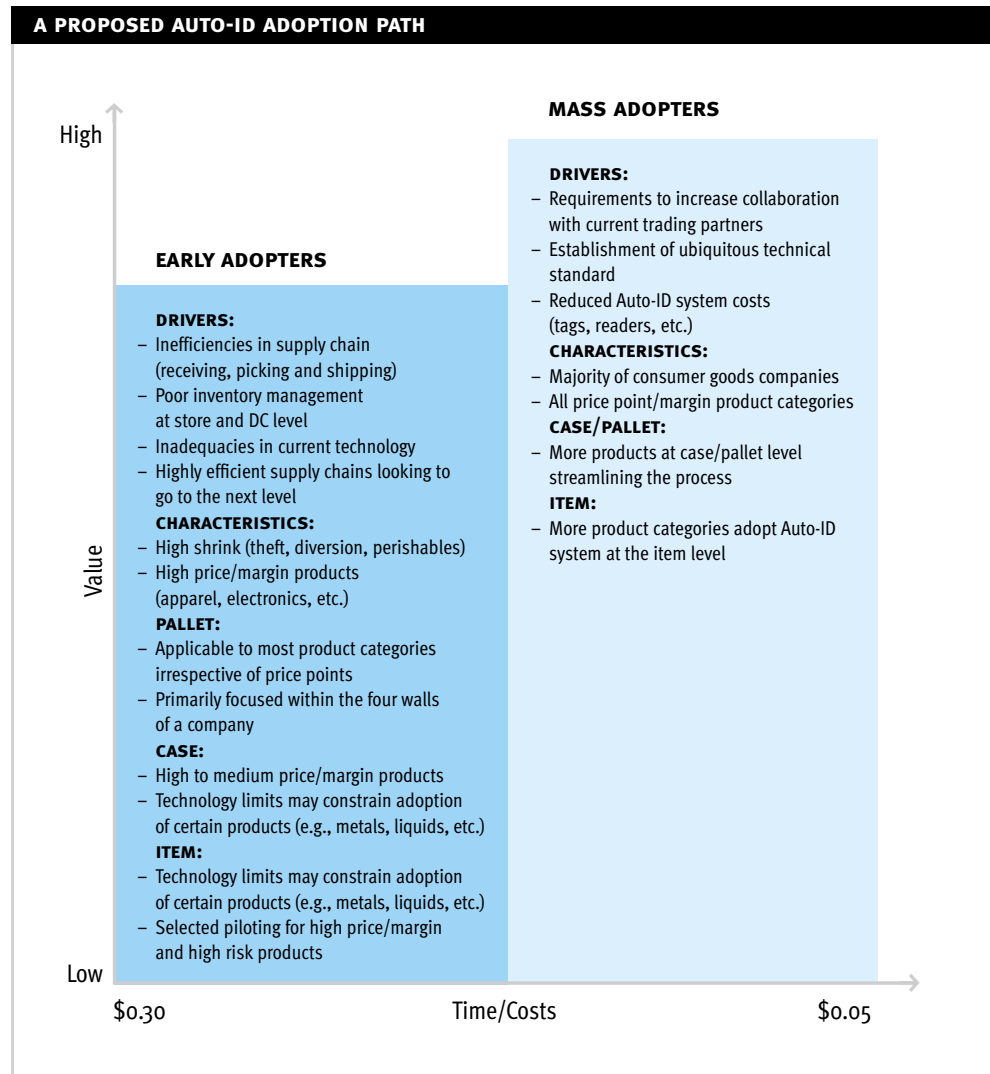 A PROPOSED AUTO-ID ADOPTION PATH
High
Value
Low
EARLY ADOPTERS
DRIVERS:
– Inefficiencies in supply chain
(receiving, picking and shipping)
– Poor inventory management
at store and DC level
– Inadequacies in current technology
– Highly efficient supply chains looking to
go to the next level
CHARACTERISTICS:
– High shrink (theft, diversion, perishables)
– High price/margin products
(apparel, electronics, etc.)
PALLET:
– Applicable to most product categories
irrespective of price points
– Primarily focused within the four walls
of a company
CASE:
– High to medium price/margin products
– Technology limits may constrain adoption
of certain products (e.g., metals, liquids, etc.)
ITEM:
– Technology limits may constrain adoption
of certain products (e.g., metals, liquids, etc.)
– Selected piloting for high price/margin
and high risk products
MASS ADOPTERS
DRIVERS:
– Requirements to increase collaboration
with current trading partners
– Establishment of ubiquitous technical
standard
– Reduced Auto-ID system costs
(tags, readers, etc.)
CHARACTERISTICS:
– Majority of consumer goods companies
– All price point/margin product categories
CASE/PALLET:
– More products at case/pallet level
streamlining the process
ITEM:
– More product categories adopt Auto-ID
system at the item level
$0.30
Time/Costs
$0.05